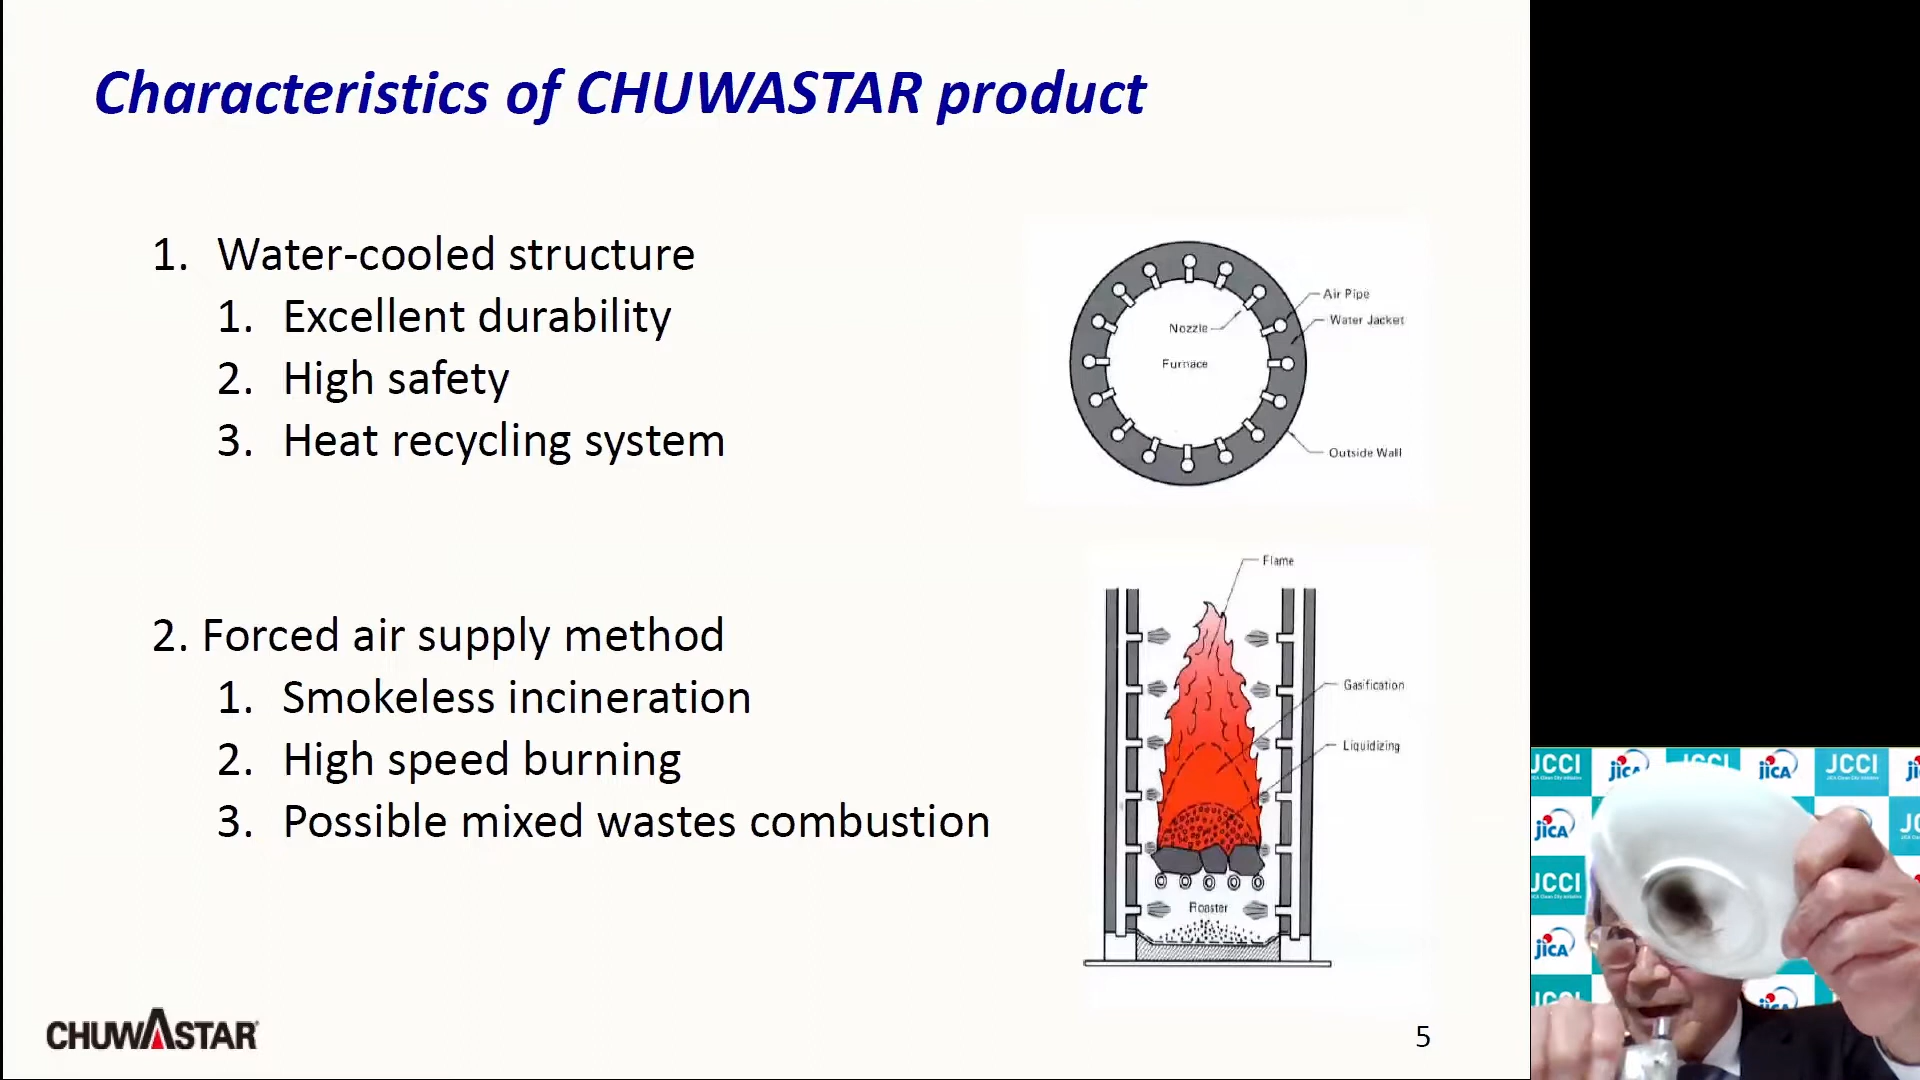 Characteristics of CHUWASTAR product
1. Water-cooled structure
1. Excellent durability
2. High safety
3. Heat recycling system
Air Pipe
Water Jacket
Nozzle
Furnace
Outside Wall
2. Forced air supply method
1. Smokeless incineration
2. High speed burning
3. Possible mixed wastes combustion
Flame
Gasification
Liquidizing
Roaster
CHUWASTAR
5
JCCI
JICA
JCCI
JICA
JCCI
JICA
JCCI
JICA
JCCI
JICA